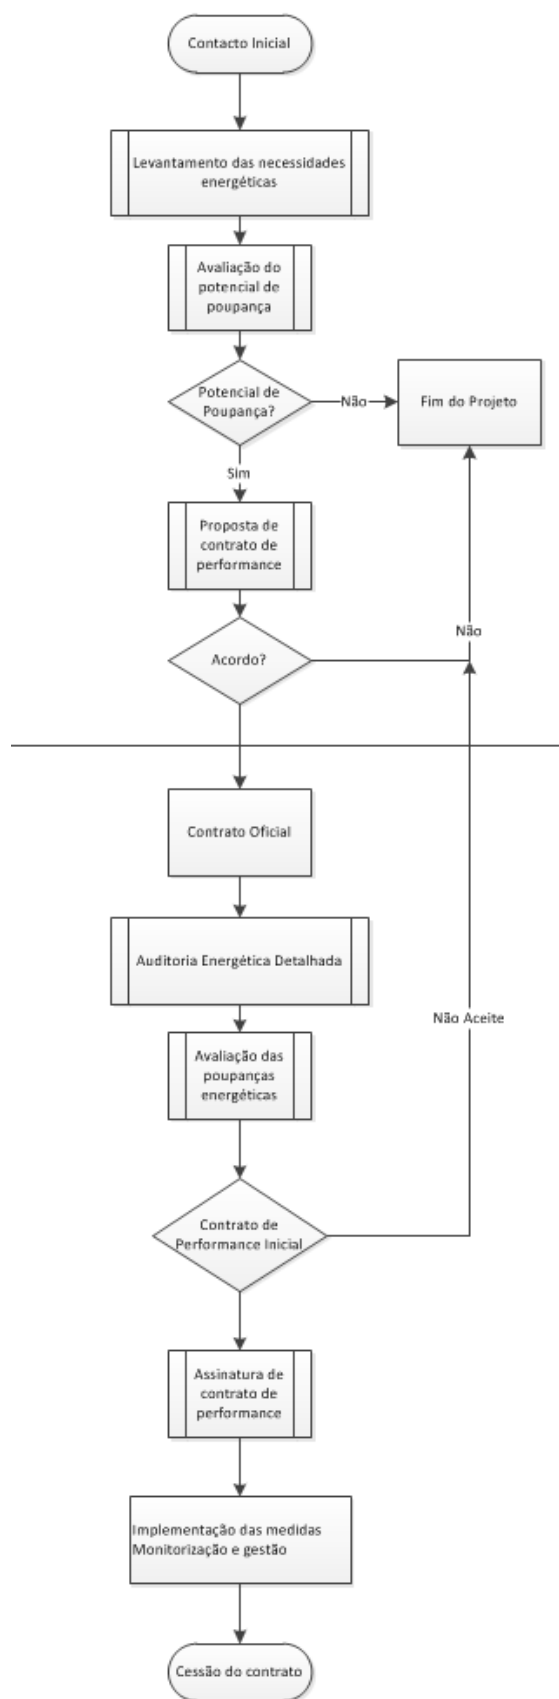 Contacto Inicial
Levantamento das necessidades
energéticas
Avaliação do
potencial de
poupança
Potencial de
Poupança?
Não
Fim do Projeto
Sim
Proposta de
contrato de
performance
Não
Acordo?
Contrato Oficial
Auditoria Energética Detalhada
Não Aceite
Avaliação das
poupanças
energéticas
Contrato de
Performance Inicial
Assinatura de
contrato de
performance
Implementação das medidas
Monitorização e gestão
Cessão do contrato